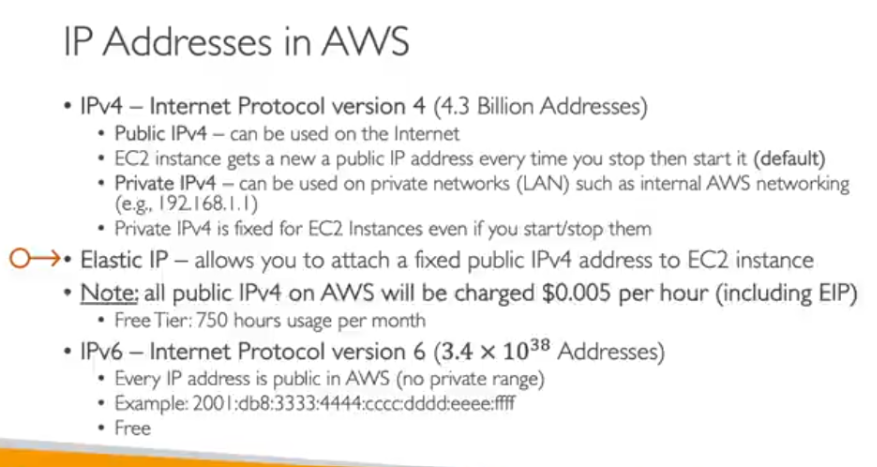 IP Addresses in AWS
• IPv4 – Internet Protocol version 4 (4.3 Billion Addresses)
• Public IPv4 – can be used on the Internet
• EC2 instance gets a new a public IP address every time you stop then start it (default)
• Private IPv4 – can be used on private networks (LAN) such as internal AWS networking
(e.g., 192.168.1.1)
• Private IPv4 is fixed for EC2 Instances even if you start/stop them
• Elastic IP – allows you to attach a fixed public IPv4 address to EC2 instance
• Note: all public IPv4 on AWS will be charged $0.005 per hour (including EIP)
• Free Tier: 750 hours usage per month
• IPv6 – Internet Protocol version 6 (3.4 × 10³⁸ Addresses)
• Every IP address is public in AWS (no private range)
• Example: 2001:db8:3333:4444:cccc:dddd:eeee:ffff
• Free